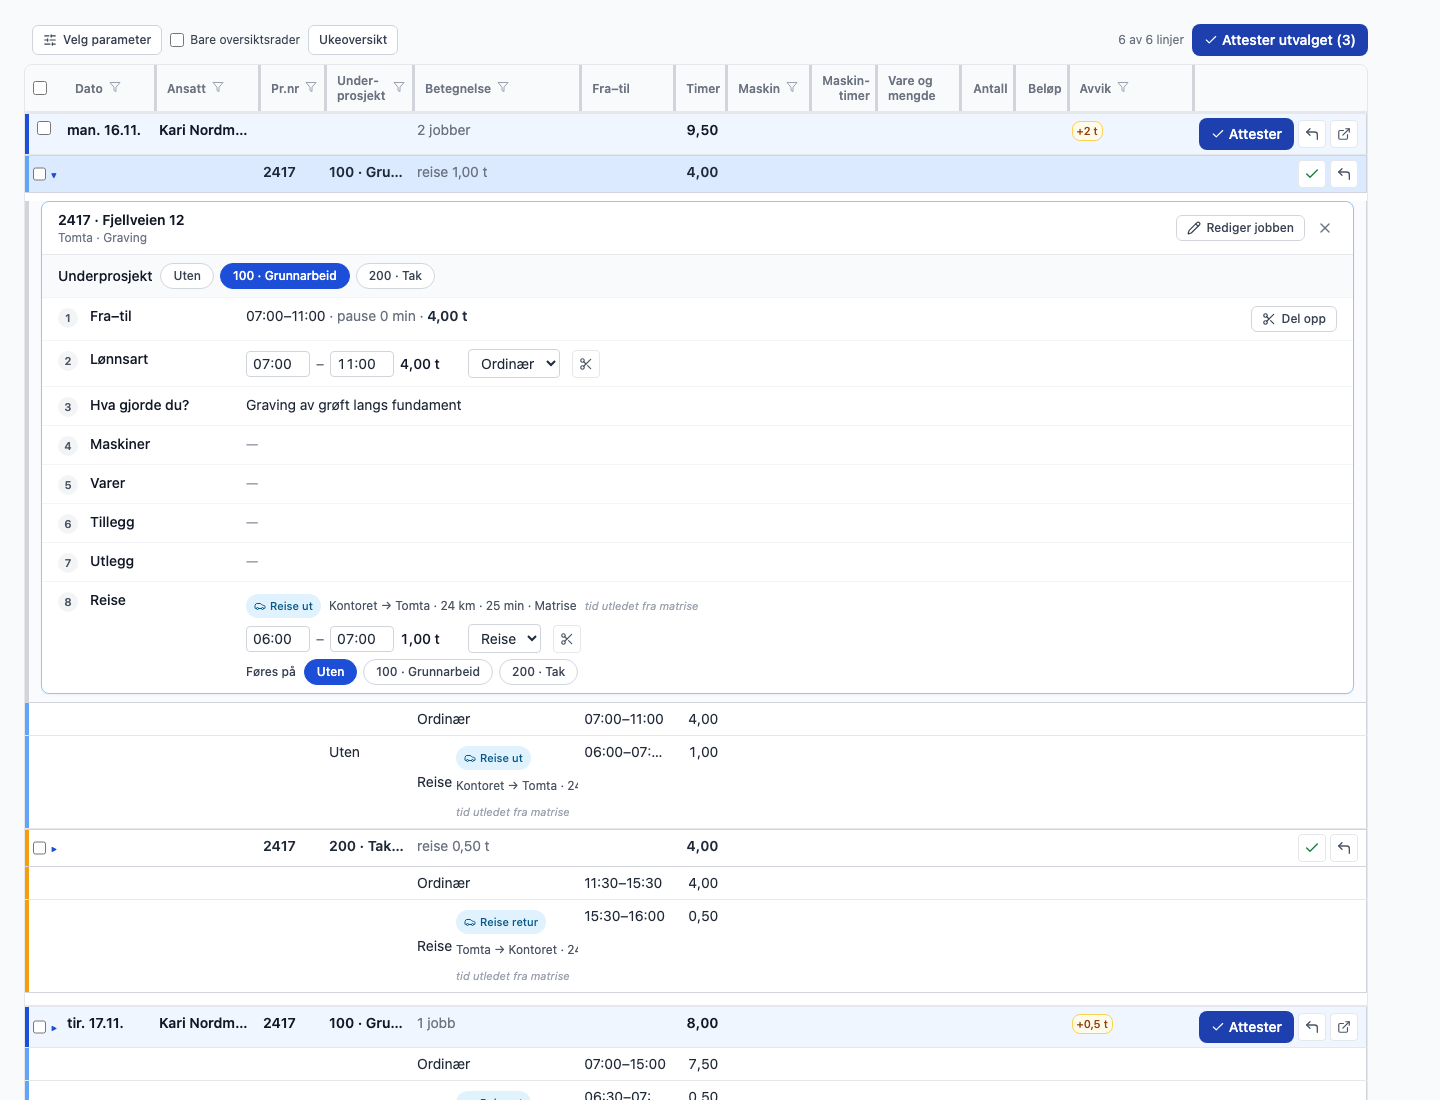 Velg parameter Bare oversiktsrader Ukeoversikt 6 av 6 linjer Attester utvalget (3)
Dato Ansatt Pr.nr Under-prosjekt Betegnelse Fra–til Timer Maskin Maskin-timer Vare og mengde Antall Beløp Avvik
man. 16.11. Kari Nordm... 2 jobber 9,50 +2 t Attester
2417 100 · Gru... reise 1,00 t 4,00
2417 · Fjellveien 12
Tomta · Graving
Rediger jobben
Underprosjekt Uten 100 · Grunnarbeid 200 · Tak
1 Fra–til 07:00–11:00 · pause 0 min · 4,00 t Del opp
2 Lønnsart 07:00 – 11:00 4,00 t Ordinær
3 Hva gjorde du? Graving av grøft langs fundament
4 Maskiner —
5 Varer —
6 Tillegg —
7 Utlegg —
8 Reise Reise ut Kontoret → Tomta · 24 km · 25 min · Matrise tid utledet fra matrise
06:00 – 07:00 1,00 t Reise
Føres på Uten 100 · Grunnarbeid 200 · Tak
Ordinær 07:00–11:00 4,00
Uten Reise ut 06:00–07:... 1,00
Reise Kontoret → Tomta · 24
tid utledet fra matrise
2417 200 · Tak... reise 0,50 t 4,00
Ordinær 11:30–15:30 4,00
Reise retur 15:30–16:00 0,50
Reise Tomta → Kontoret · 24
tid utledet fra matrise
tir. 17.11. Kari Nordm... 2417 100 · Gru... 1 jobb 8,00 +0,5 t Attester
Ordinær 07:00–15:00 7,50
06:30–07: 0,50